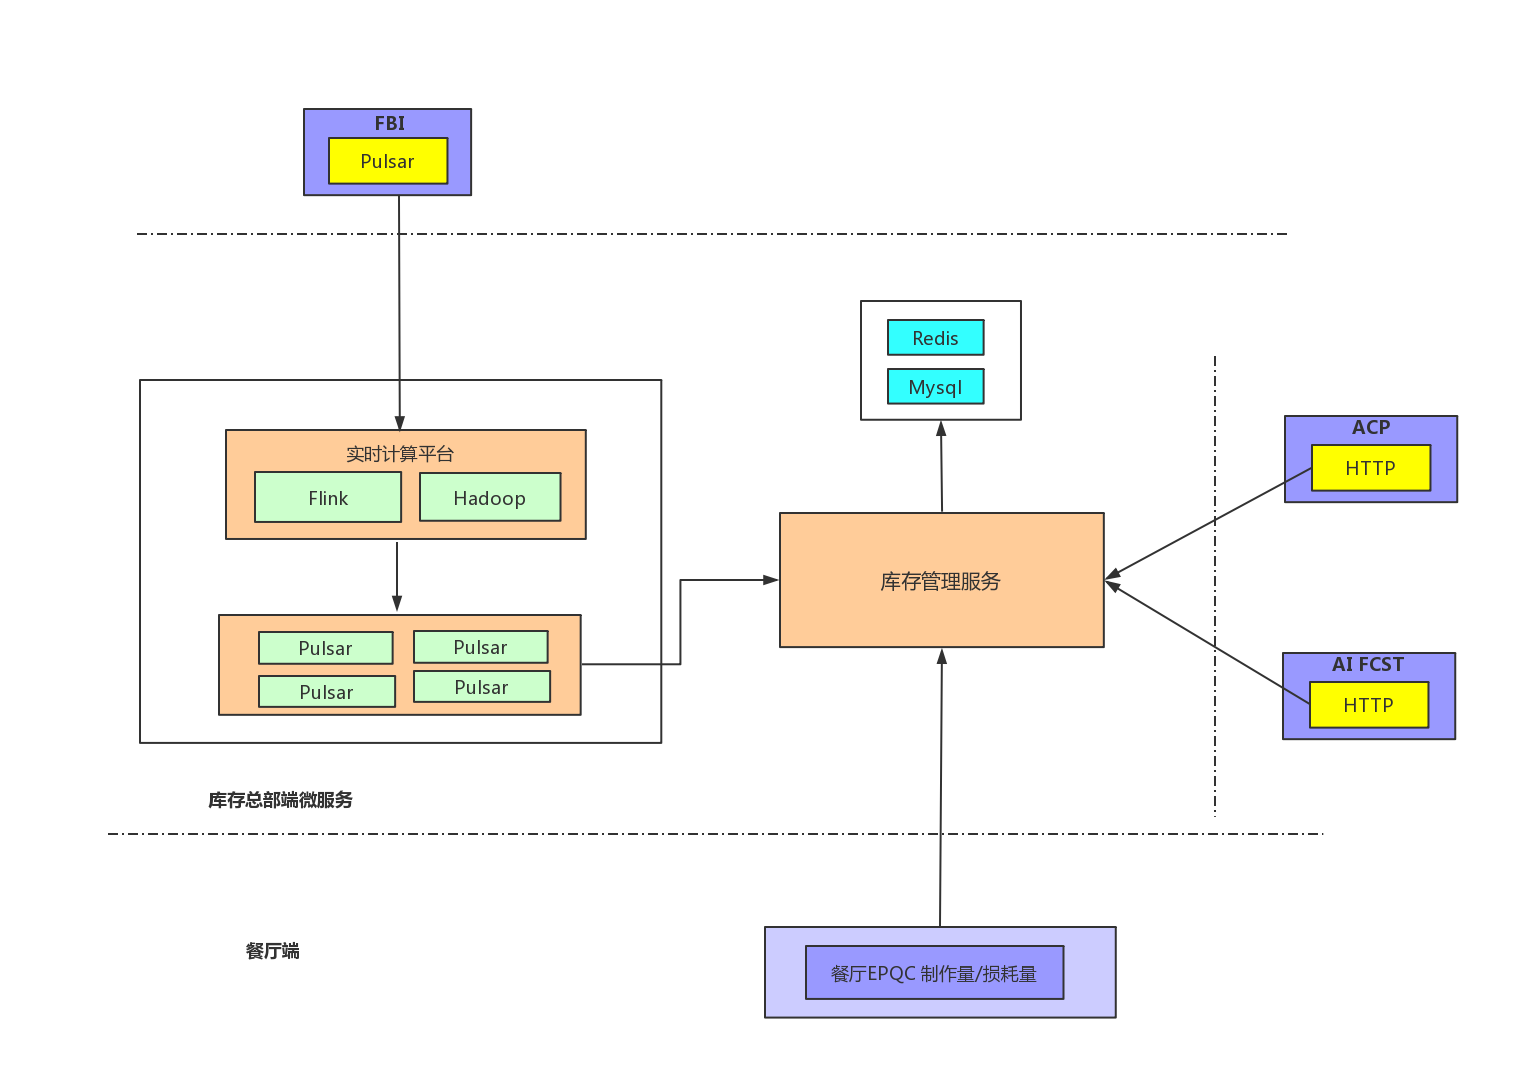 FBI
Pulsar
Redis
Mysql
实时计算平台
Flink
Hadoop
Pulsar
Pulsar
Pulsar
Pulsar
库存管理服务
ACP
HTTP
AI FCST
HTTP
库存总部端微服务
餐厅端
餐厅EPQC 制作量/损耗量